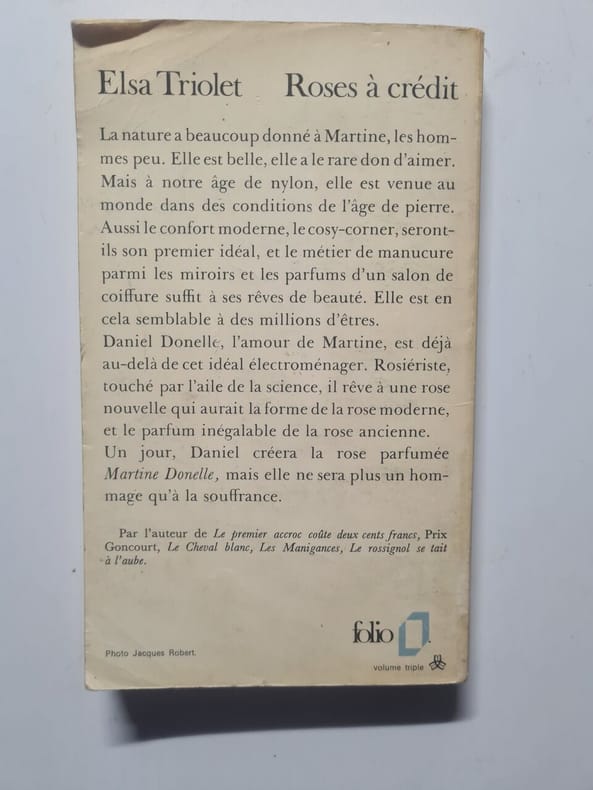 Elsa Triolet Roses à crédit
La nature a beaucoup donné à Martine, les hom-
mes peu. Elle est belle, elle a le rare don d'aimer.
Mais à notre âge de nylon, elle est venue au
monde dans des conditions de l'âge de pierre.
Aussi le confort moderne, le cosy-corner, seront-
ils son premier idéal, et le métier de manucure
parmi les miroirs et les parfums d'un salon de
coiffure suffit à ses rêves de beauté. Elle est en
cela semblable à des millions d'êtres.
Daniel Donelle, l'amour de Martine, est déjà
au-delà de cet idéal électroménager. Rosiériste,
touché par l'aile de la science, il rêve à une rose
nouvelle qui aurait la forme de la rose moderne,
et le parfum inégalable de la rose ancienne.
Un jour, Daniel créera la rose parfumée
Martine Donelle, mais elle ne sera plus un hom-
mage qu'à la souffrance.
Par l'auteur de Le premier accroc coûte deux cents francs, Prix
Goncourt, Le Cheval blanc, Les Manigances, Le rossignol se tait
à l'aube.
folio
Photo Jacques Robert.
volume triple